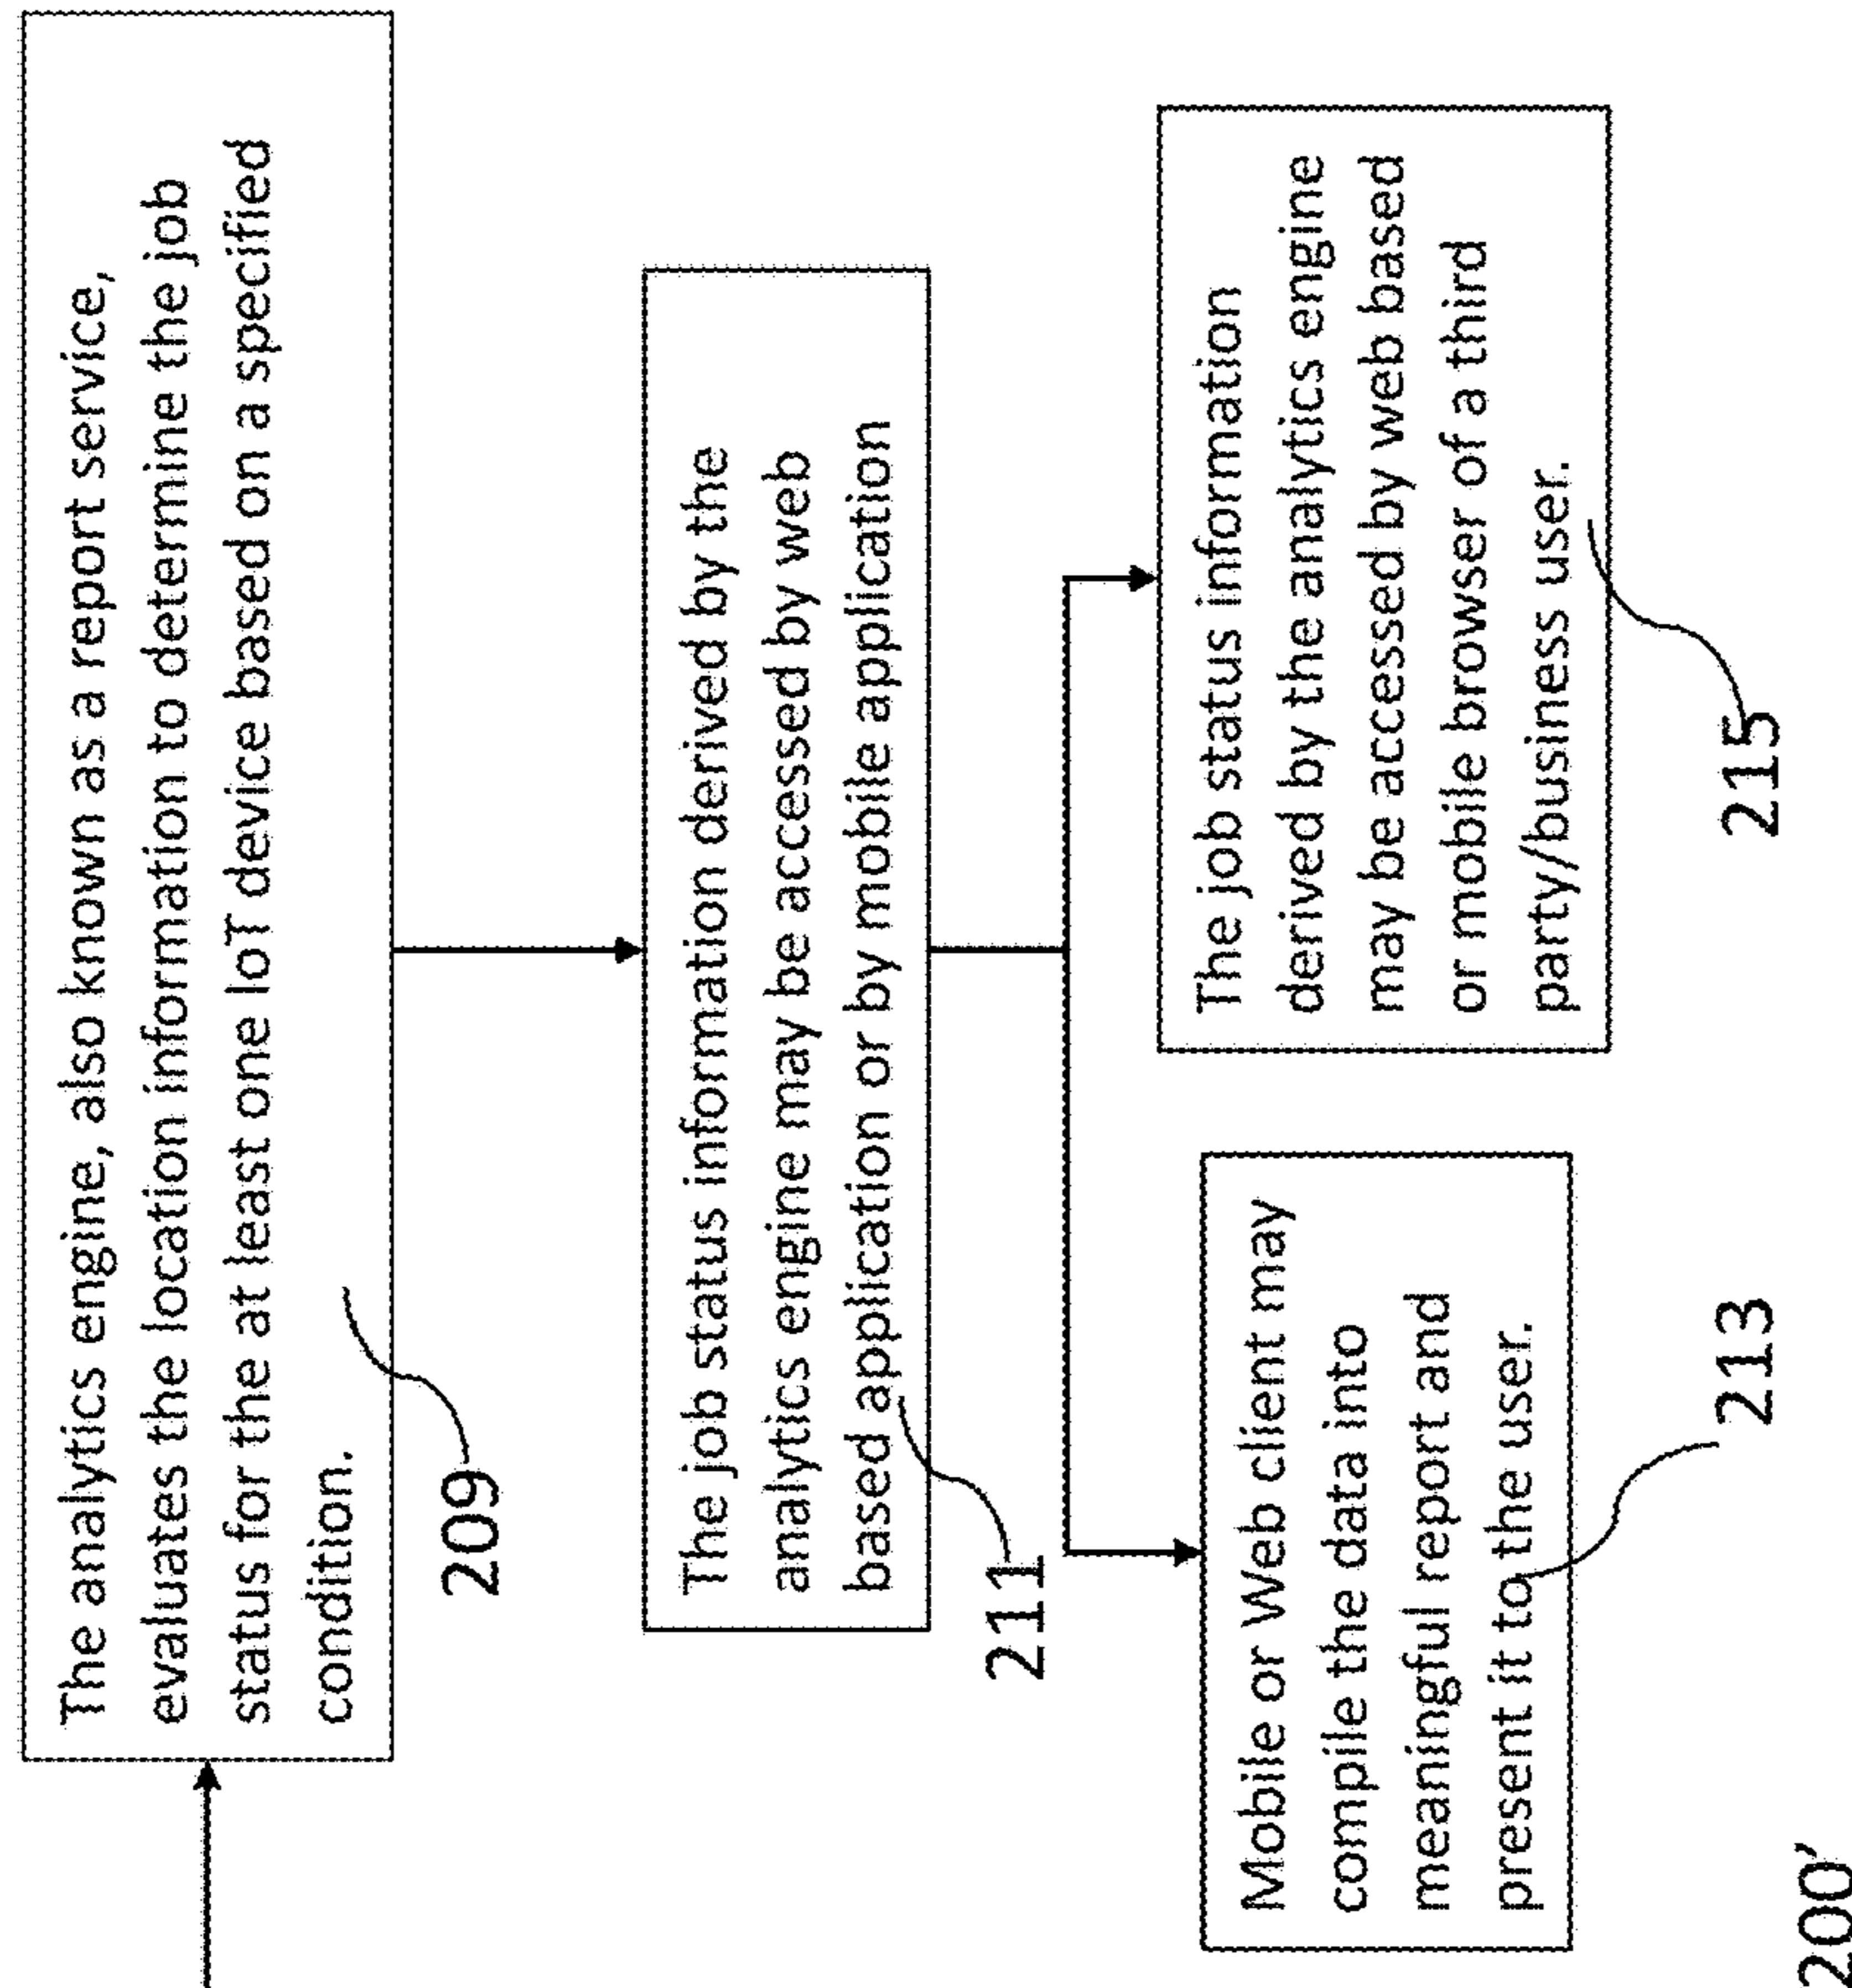 The analytics engine, also known as a report service,
evaluates the location information to determine the job
status for the at least one IoT device based on a specified
condition.
209
The job status information derived by the
analytics engine may be accessed by web
based application or by mobile application
211
Mobile or Web client may
compile the data into
meaningful report and
present it to the user.
213
The job status information
derived by the analytics engine
may be accessed by web based
or mobile browser of a third
party/business user.
215
200’